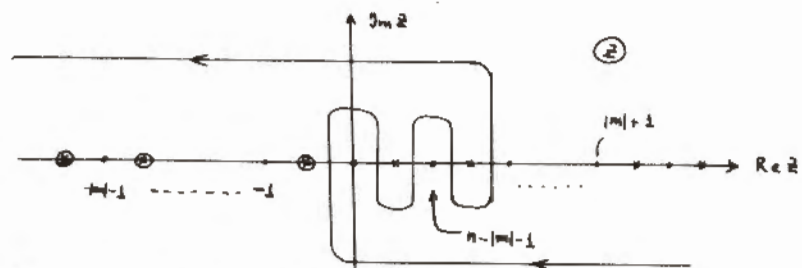 Im z
z
|m|+1
Re z
-|m|-1 -------- -1 .......
n-|m|-1